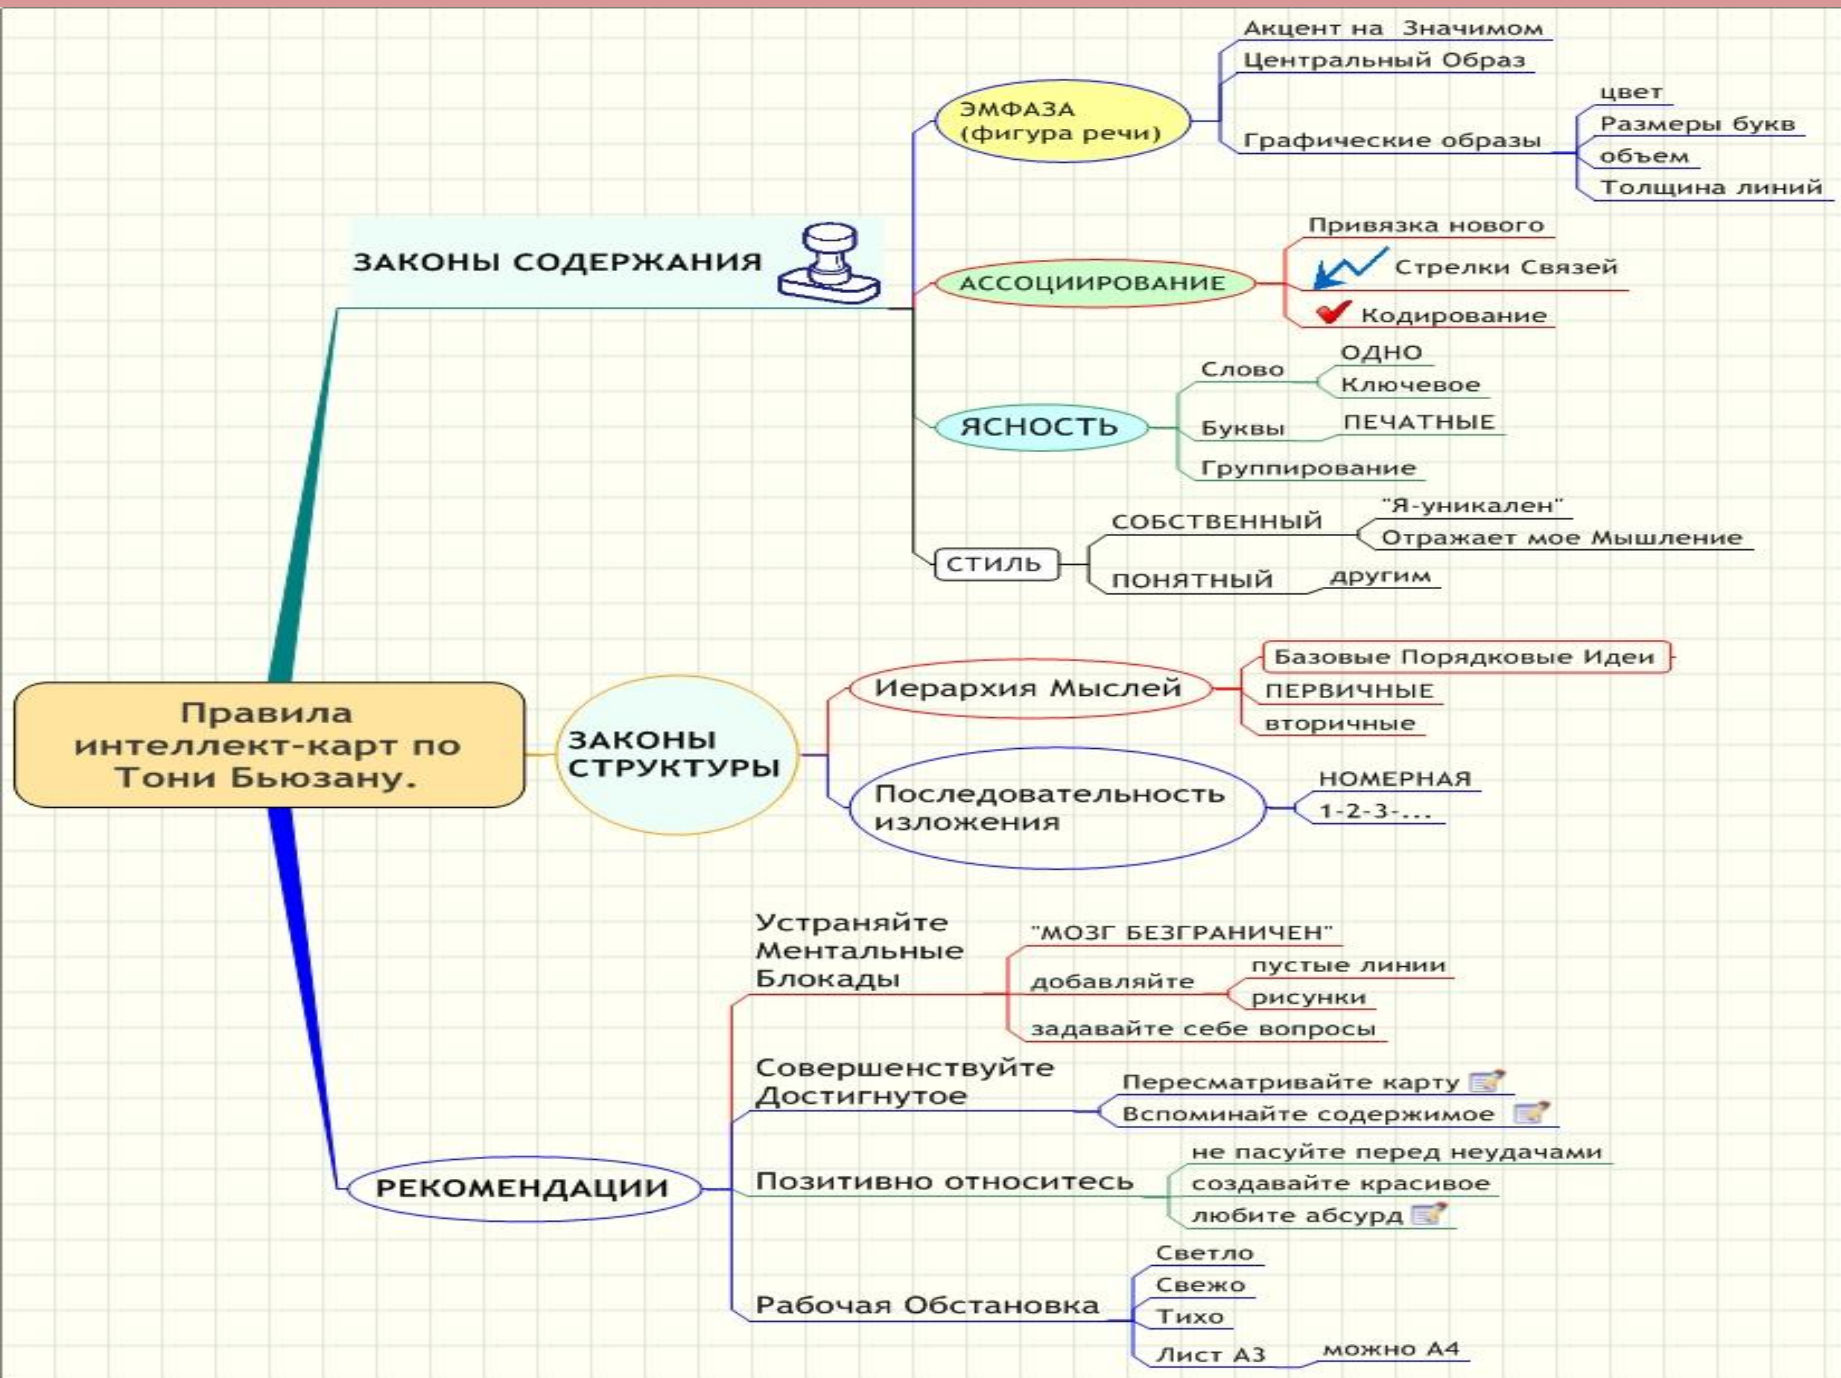 Правила
интеллект-карт по
Тони Бьюзану.
ЗАКОНЫ СОДЕРЖАНИЯ
ЭМФАЗА
(фигура речи)
Акцент на Значимом
Центральный Образ
Графические образы
цвет
Размеры букв
объем
Толщина линий
АССОЦИИРОВАНИЕ
Привязка нового
Стрелки Связей
Кодирование
ЯСНОСТЬ
Слово
ОДНО
Ключевое
Буквы
ПЕЧАТНЫЕ
Группирование
СТИЛЬ
СОБСТВЕННЫЙ
"Я-уникален"
Отражает мое Мышление
ПОНЯТНЫЙ
другим
ЗАКОНЫ
СТРУКТУРЫ
Иерархия Мыслей
Базовые Порядковые Идеи
ПЕРВИЧНЫЕ
вторичные
Последовательность
изложения
НОМЕРНАЯ
1-2-3-...
РЕКОМЕНДАЦИИ
Устраняйте
Ментальные
Блокады
"МОЗГ БЕЗГРАНИЧЕН"
добавляйте
пустые линии
рисунки
задавайте себе вопросы
Совершенствуйте
Достигнутое
Пересматривайте карту
Вспоминайте содержимое
Позитивно относитесь
не пасуйте перед неудачами
создавайте красивое
любите абсурд
Рабочая Обстановка
Светло
Свежо
Тихо
Лист А3
можно А4